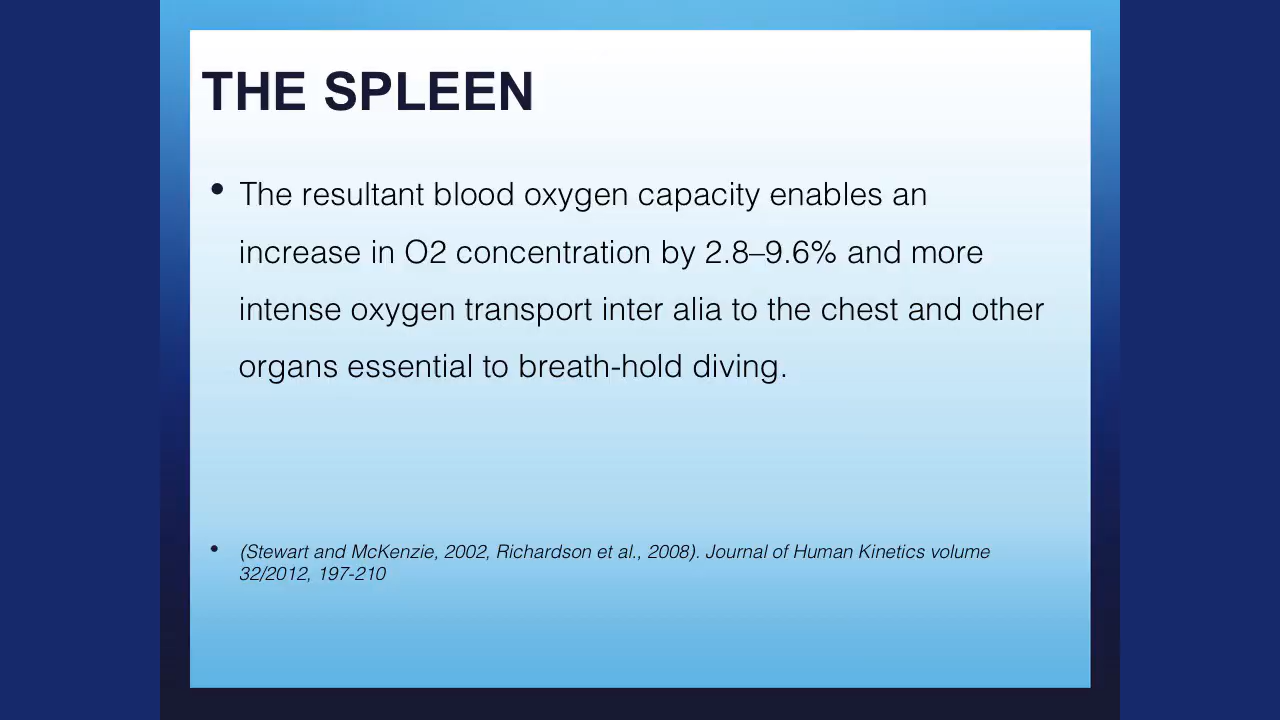 THE SPLEEN
• The resultant blood oxygen capacity enables an
increase in O2 concentration by 2.8–9.6% and more
intense oxygen transport inter alia to the chest and other
organs essential to breath-hold diving.
• (Stewart and McKenzie, 2002, Richardson et al., 2008). Journal of Human Kinetics volume
32/2012, 197-210